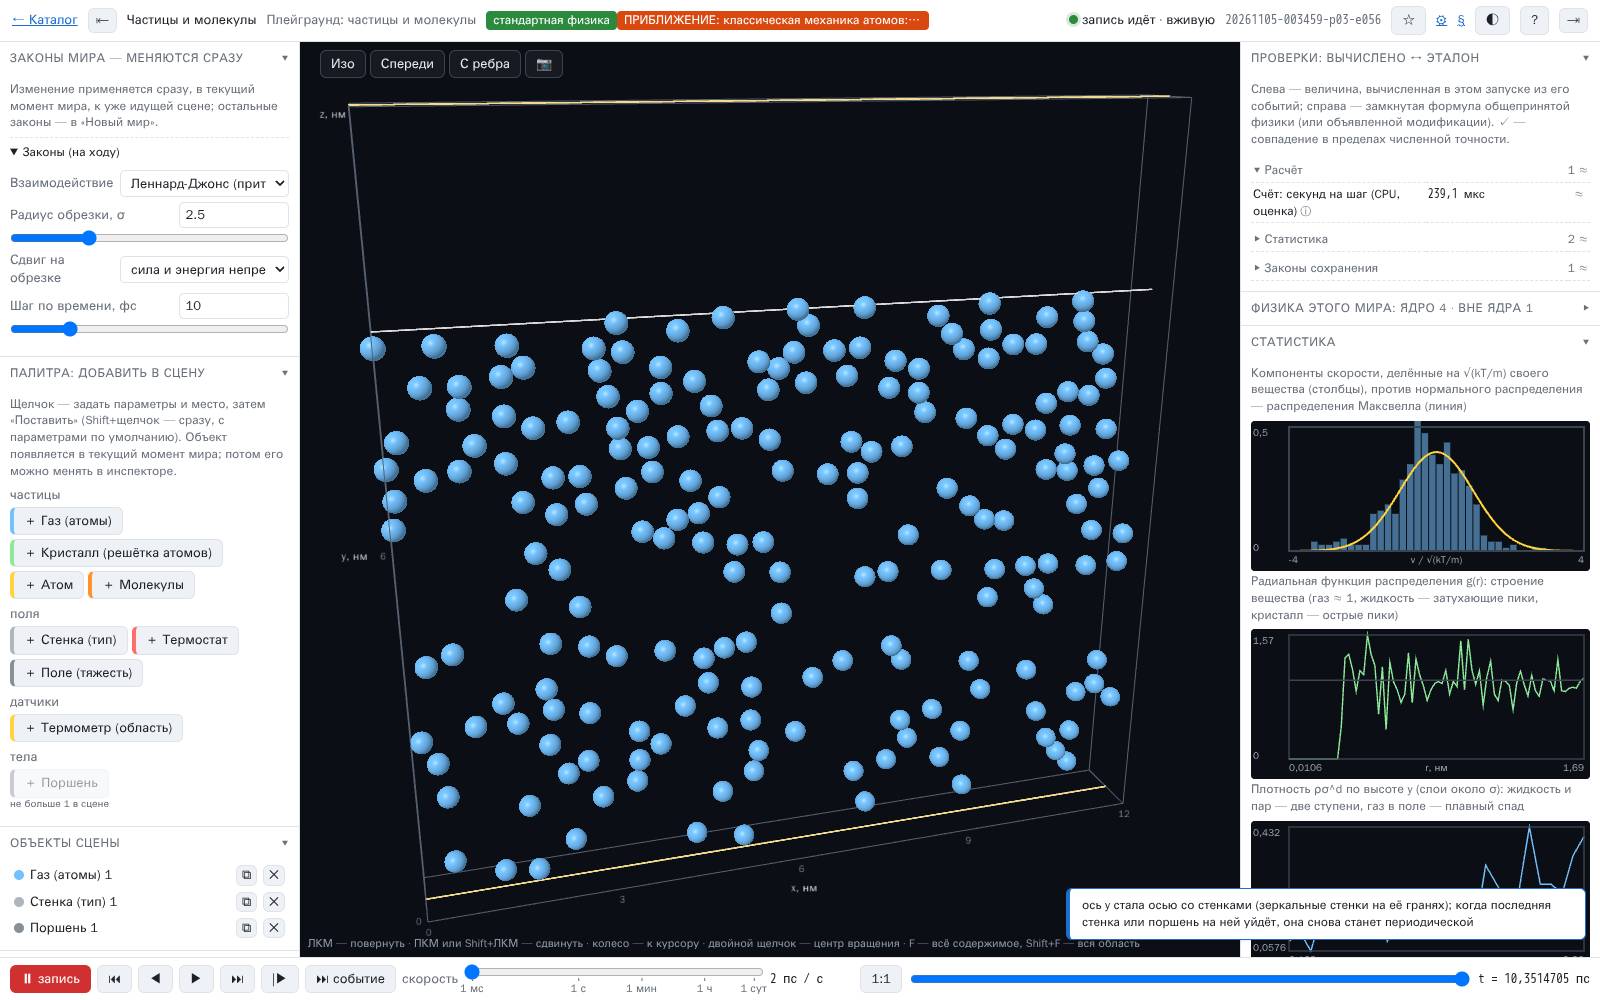 ← Каталог
Частицы и молекулы
Плейграунд: частицы и молекулы
стандартная физика
ПРИБЛИЖЕНИЕ: классическая механика атомов:…
запись идёт · вживую
20261105-003459-p03-e056
ЗАКОНЫ МИРА — МЕНЯЮТСЯ СРАЗУ
Изменение применяется сразу, в текущий
момент мира, к уже идущей сцене; остальные
законы — в «Новый мир».
Законы (на ходу)
Взаимодействие
Леннард-Джонс (прит
Радиус обрезки, σ
2.5
Сдвиг на
обрезке
сила и энергия непре
Шаг по времени, фс
10
ПАЛИТРА: ДОБАВИТЬ В СЦЕНУ
Щелчок — задать параметры и место, затем
«Поставить» (Shift+щелчок — сразу, с
параметрами по умолчанию). Объект
появляется в текущий момент мира; потом его
можно менять в инспекторе.
частицы
+ Газ (атомы)
+ Кристалл (решётка атомов)
+ Атом
+ Молекулы
поля
+ Стенка (тип)
+ Термостат
+ Поле (тяжесть)
датчики
+ Термометр (область)
тела
+ Поршень
не больше 1 в сцене
ОБЪЕКТЫ СЦЕНЫ
Газ (атомы) 1
Стенка (тип) 1
Поршень 1
Изо
Спереди
С ребра
z, нм
y, нм
6
12
9
6
x, нм
3
0
0
ЛКМ — повернуть · ПКМ или Shift+ЛКМ — сдвинуть · колесо — к курсору · двойной щелчок — центр вращения · F — всё содержимое, Shift+F — вся область
ПРОВЕРКИ: ВЫЧИСЛЕНО ↔ ЭТАЛОН
Слева — величина, вычисленная в этом запуске из его
событий; справа — замкнутая формула общепринятой
физики (или объявленной модификации). ✓ —
совпадение в пределах численной точности.
Расчёт
1 ≈
Счёт: секунд на шаг (CPU,
оценка) ⓘ
239,1 мкс
≈
Статистика
2 ≈
Законы сохранения
1 ≈
ФИЗИКА ЭТОГО МИРА: ЯДРО 4 · ВНЕ ЯДРА 1
СТАТИСТИКА
Компоненты скорости, делённые на √(kT/m) своего
вещества (столбцы), против нормального распределения
— распределения Максвелла (линия)
0,5
0
-4
v / √(kT/m)
4
Радиальная функция распределения g(r): строение
вещества (газ ≈ 1, жидкость — затухающие пики,
кристалл — острые пики)
1,57
0
0,0106
r, нм
1,69
Плотность ρσ^d по высоте y (слои около σ): жидкость и
пар — две ступени, газ в поле — плавный спад
0,432
0,0576
ось y стала осью со стенками (зеркальные стенки на её гранях); когда последняя
стенка или поршень на ней уйдёт, она снова станет периодической
запись
событие
скорость
1 мс
1 с
1 мин
1 ч
1 сут
2 пс / с
1:1
t = 10,3514705 пс